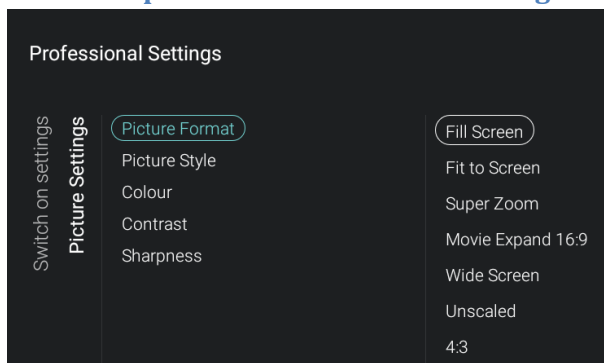 Professional Settings
Switch on settings
Picture Settings
Picture Format
Picture Style
Colour
Contrast
Sharpness
Fill Screen
Fit to Screen
Super Zoom
Movie Expand 16:9
Wide Screen
Unscaled
4:3